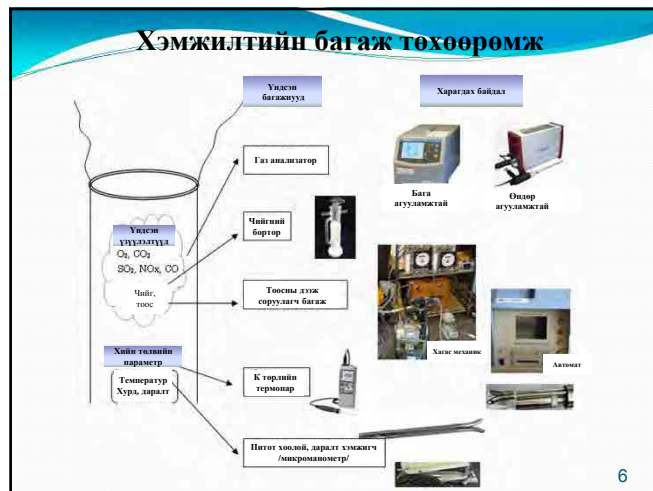 Хэмжилтийн багаж төхөөрөмж
Үндсэн
багажнууд
Харагдах байдал
Газ анализатор
Бага
агууламжтай
Өндөр
агууламжтай
Үндсэн
үзүүлэлтүүд
O₂, CO₂
SO₂, NOx, CO
Чийг,
тоос
Чийгний
бортор
Тоосны дээж
соруулагч багаж
Хагас механик
Автомат
Хийн төлвийн
параметр
Температур
Хурд, даралт
К төрлийн
термопар
Питот хоолой, даралт хэмжигч
/микроманометр/
6